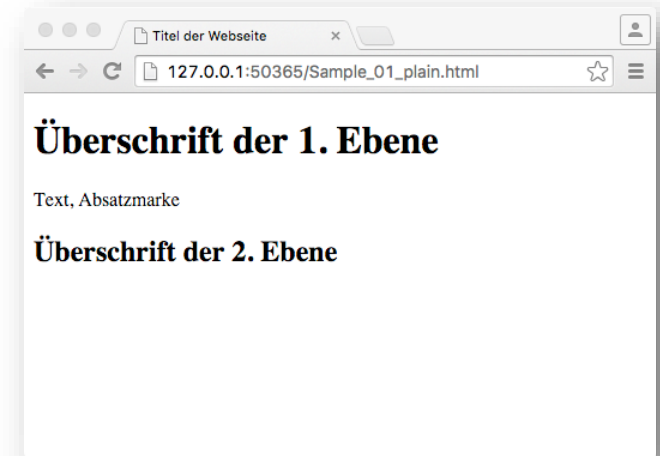 Titel der Webseite
127.0.0.1:50365/Sample_01_plain.html
Überschrift der 1. Ebene
Text, Absatzmarke
Überschrift der 2. Ebene